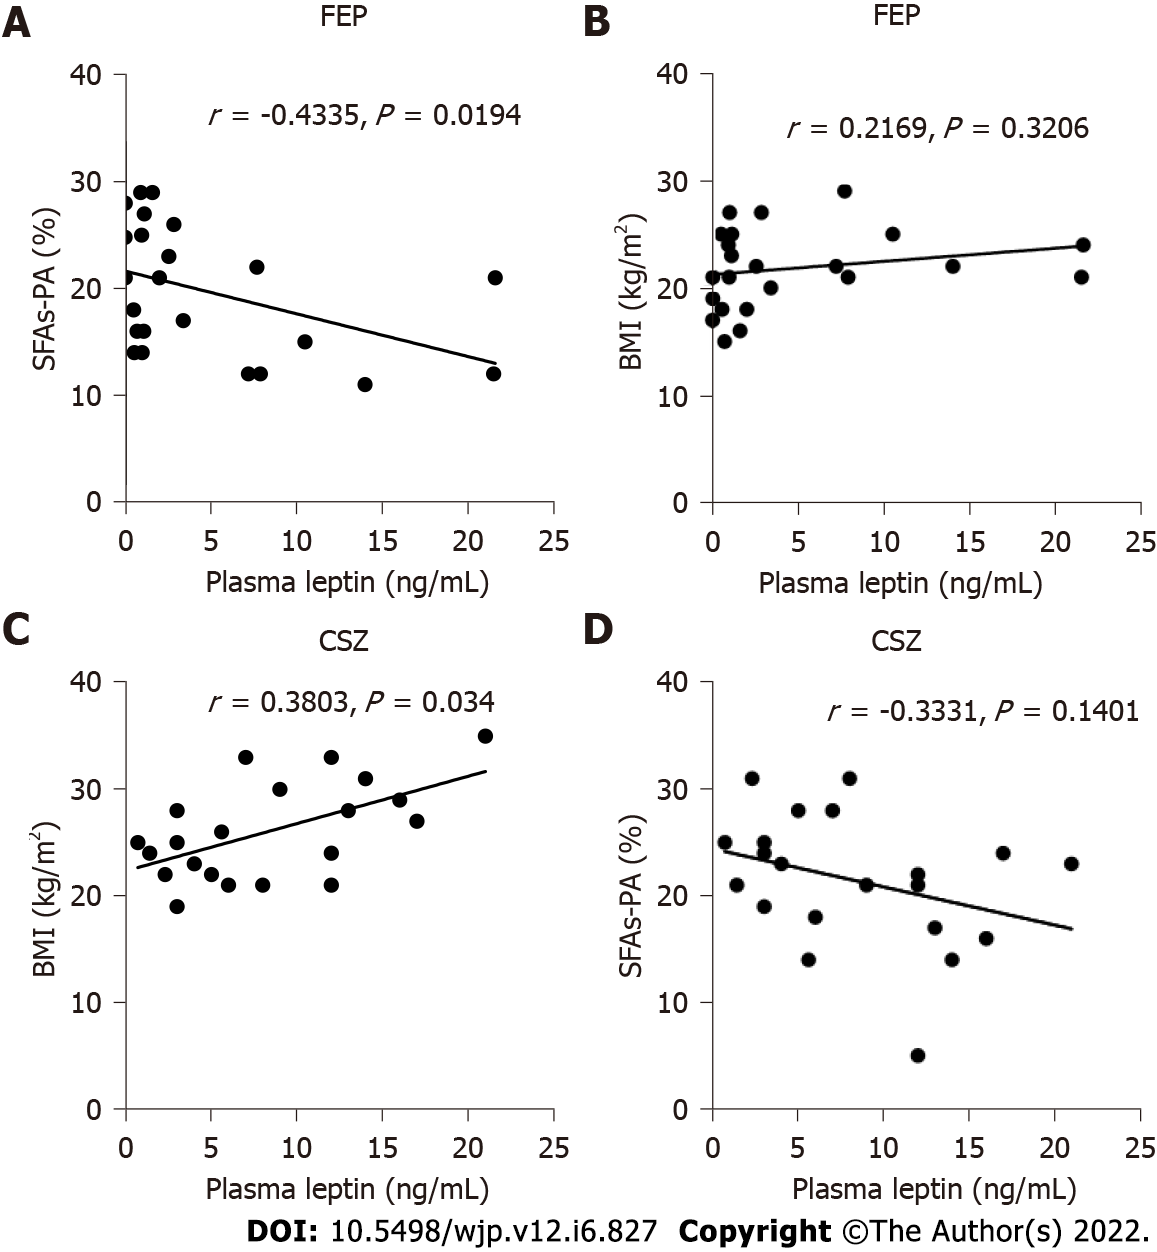 A
FEP
r = -0.4335, P = 0.0194
SFAs-PA (%)
40
30
20
10
0
0 5 10 15 20 25
Plasma leptin (ng/mL)
B
FEP
r = 0.2169, P = 0.3206
BMI (kg/m²)
40
30
20
10
0
0 5 10 15 20 25
Plasma leptin (ng/mL)
C
CSZ
r = 0.3803, P = 0.034
BMI (kg/m²)
40
30
20
10
0
0 5 10 15 20 25
Plasma leptin (ng/mL)
D
CSZ
r = -0.3331, P = 0.1401
SFAs-PA (%)
40
30
20
10
0
0 5 10 15 20 25
Plasma leptin (ng/mL)
DOI: 10.5498/wjp.v12.i6.827 Copyright ©The Author(s) 2022.